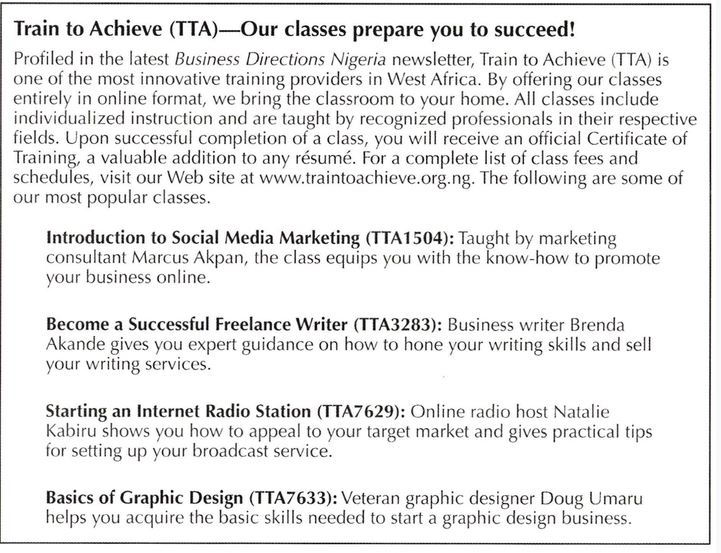 Train to Achieve (TTA)—Our classes prepare you to succeed!
Profiled in the latest Business Directions Nigeria newsletter, Train to Achieve (TTA) is
one of the most innovative training providers in West Africa. By offering our classes
entirely in online format, we bring the classroom to your home. All classes include
individualized instruction and are taught by recognized professionals in their respective
fields. Upon successful completion of a class, you will receive an official Certificate of
Training, a valuable addition to any résumé. For a complete list of class fees and
schedules, visit our Web site at www.traintoachieve.org.ng. The following are some of
our most popular classes.
Introduction to Social Media Marketing (TTA1504): Taught by marketing
consultant Marcus Akpan, the class equips you with the know-how to promote
your business online.
Become a Successful Freelance Writer (TTA3283): Business writer Brenda
Akande gives you expert guidance on how to hone your writing skills and sell
your writing services.
Starting an Internet Radio Station (TTA7629): Online radio host Natalie
Kabiru shows you how to appeal to your target market and gives practical tips
for setting up your broadcast service.
Basics of Graphic Design (TTA7633): Veteran graphic designer Doug Umaru
helps you acquire the basic skills needed to start a graphic design business.